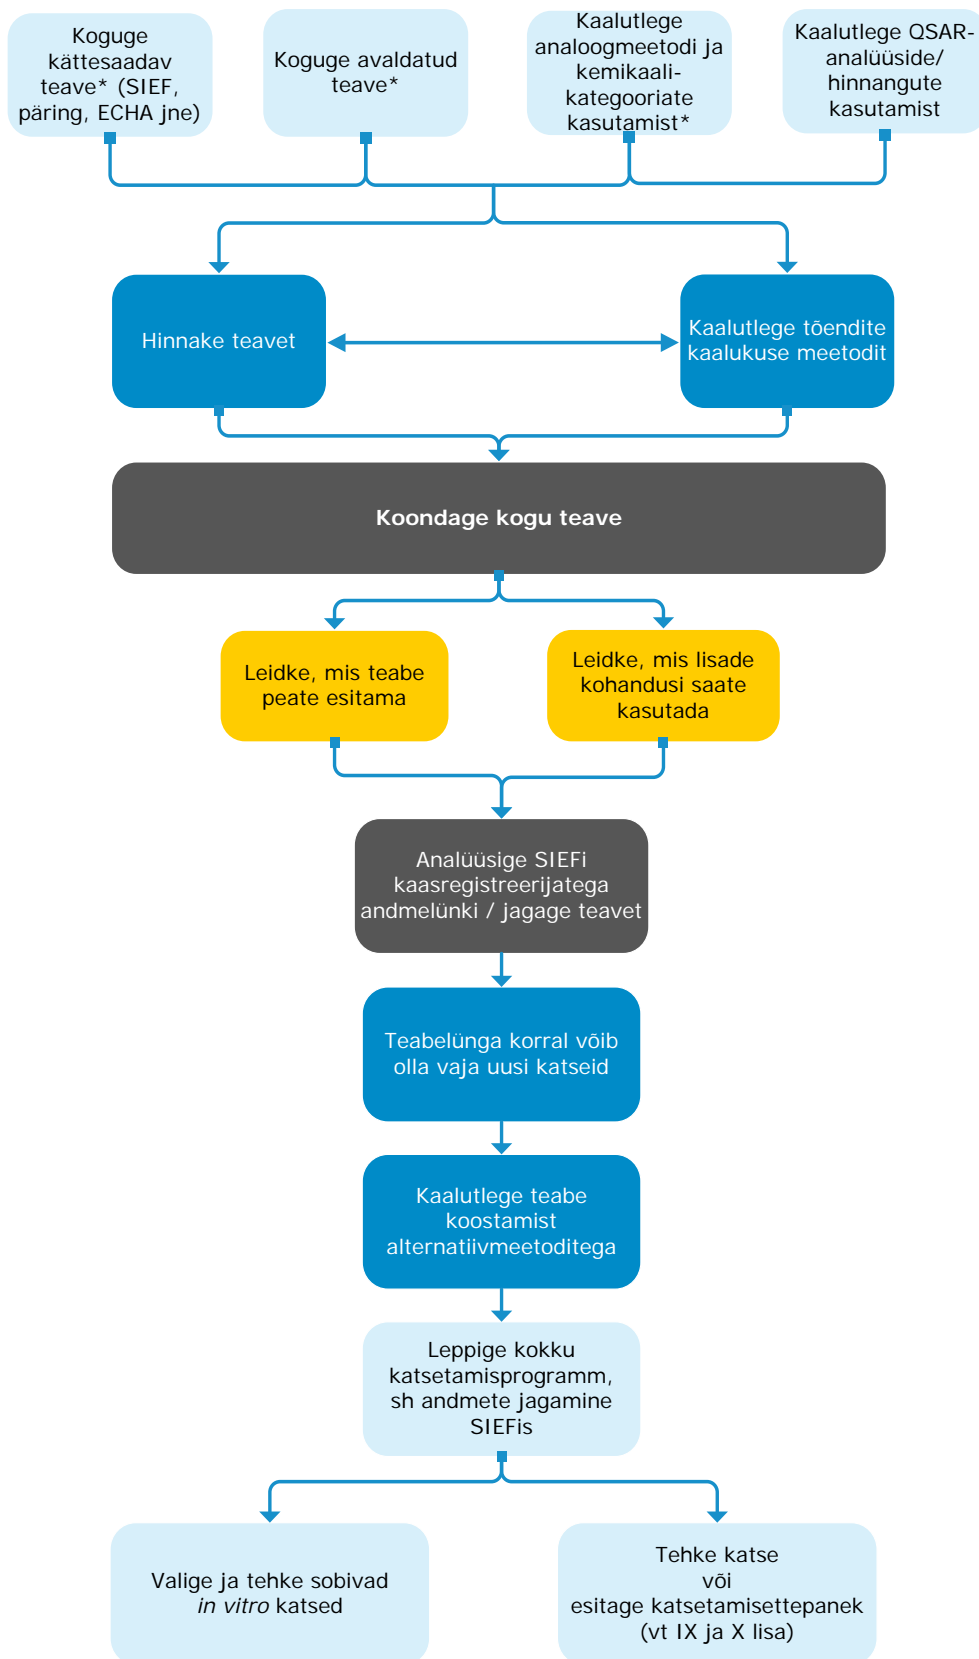 Koguge
kättesaadav
teave* (SIEF,
päring, ECHA jne)
Koguge avaldatud
teave*
Kaalutlege
analoogmeetodi ja
kemikaali-
kategooriate
kasutamist*
Kaalutlege QSAR-
analüüside/
hinnangute
kasutamist
Hinnake teavet
Kaalutlege tõendite
kaalukuse meetodit
Koondage kogu teave
Leidke, mis teabe
peate esitama
Leidke, mis lisade
kohandusi saate
kasutada
Analüüsige SIEFi
kaasregistreerijatega
andmelünki / jagage teavet
Teabelünga korral võib
olla vaja uusi katseid
Kaalutlege teabe
koostamist
alternatiivmeetoditega
Leppige kokku
katsetamisprogramm,
sh andmete jagamine
SIEFis
Valige ja tehke sobivad
in vitro katsed
Tehke katse
või
esitage katsetamisettepanek
(vt IX ja X lisa)